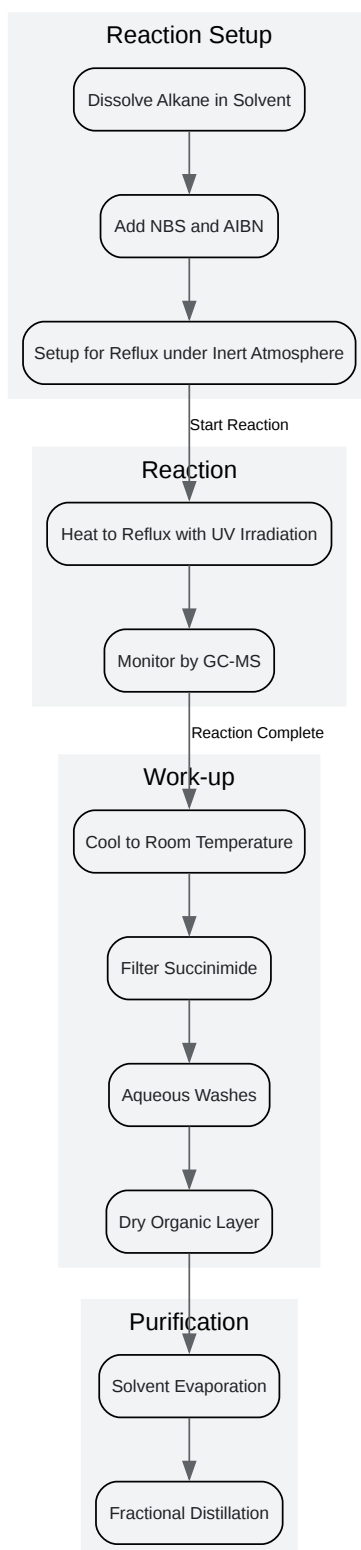 Reaction Setup
Dissolve Alkane in Solvent
Add NBS and AIBN
Setup for Reflux under Inert Atmosphere
Start Reaction
Reaction
Heat to Reflux with UV Irradiation
Monitor by GC-MS
Reaction Complete
Work-up
Cool to Room Temperature
Filter Succinimide
Aqueous Washes
Dry Organic Layer
Purification
Solvent Evaporation
Fractional Distillation